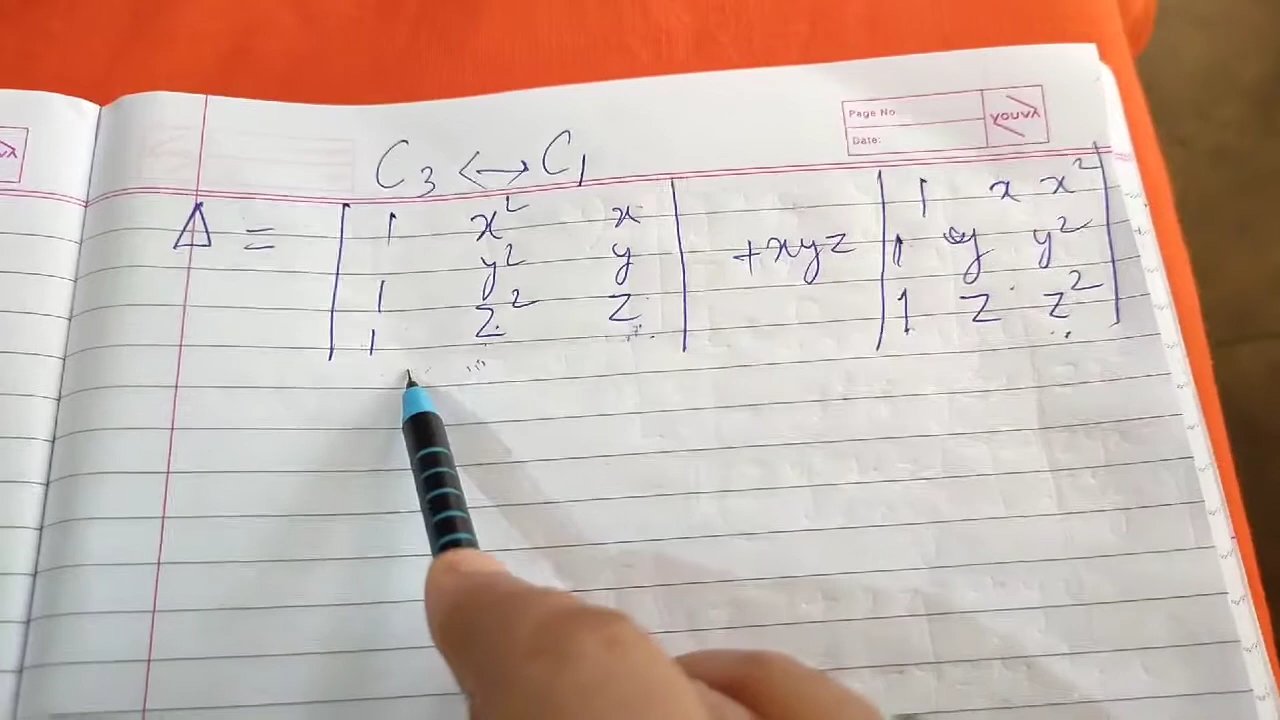 Page No
Date:
youva
C₃ ↔ C₁
Δ = | 1 x² x | + xyz | 1 x x² |
| 1 y² y | | 1 y y² |
| 1 z² z | | 1 z z² |